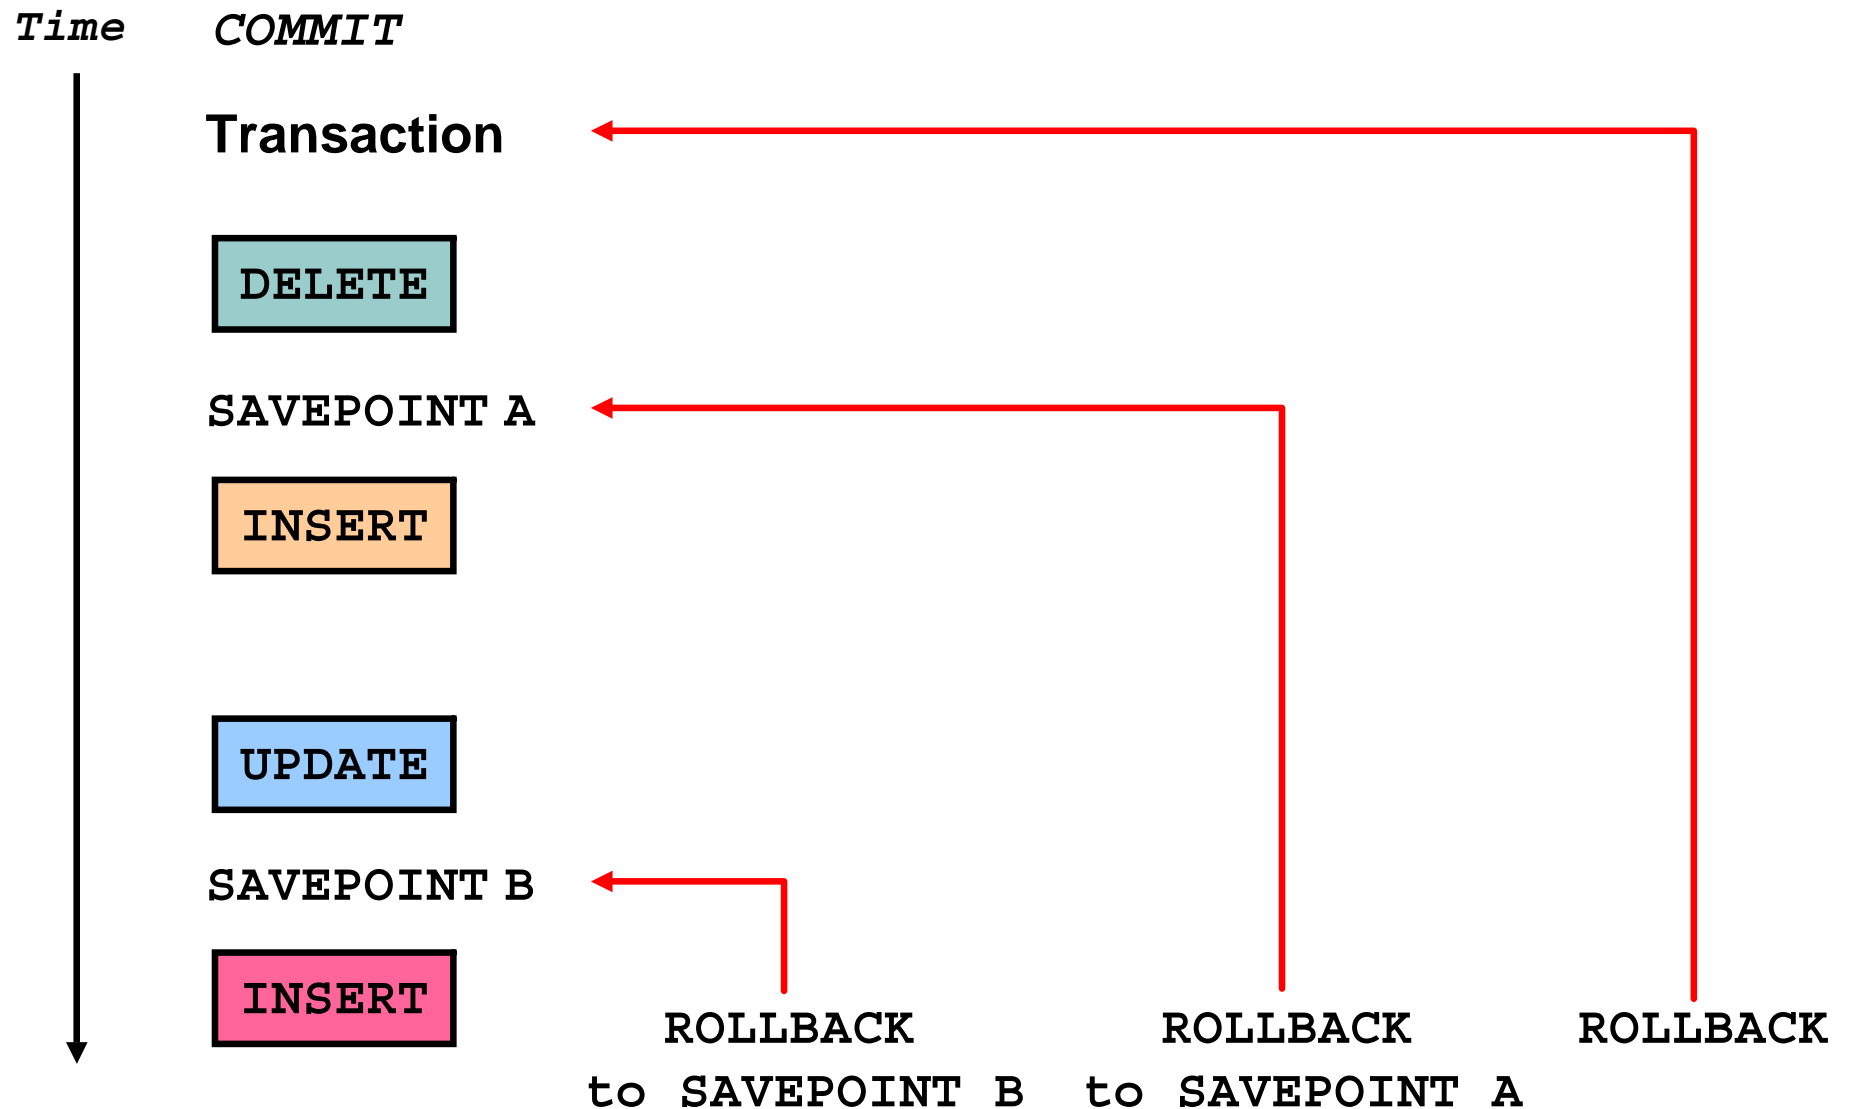 Time COMMIT
Transaction
DELETE
SAVEPOINT A
INSERT
UPDATE
SAVEPOINT B
INSERT
ROLLBACK
to SAVEPOINT B
ROLLBACK
to SAVEPOINT A
ROLLBACK